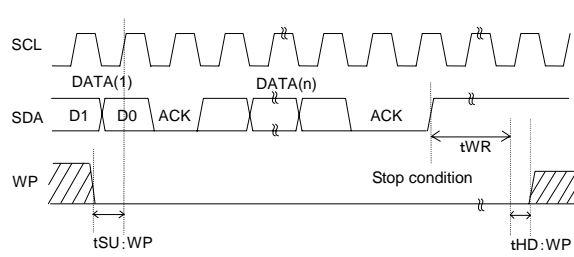 SCL
DATA(1) DATA(n)
SDA D1 D0 ACK ACK
tWR
WP Stop condition
tSU:WP tHD:WP